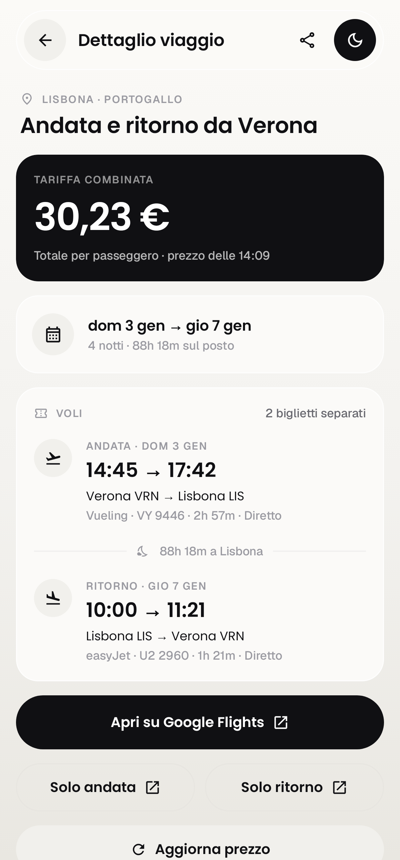 Dettaglio viaggio
LISBONA · PORTOGALLO
Andata e ritorno da Verona
TARIFFA COMBINATA
30,23 €
Totale per passeggero · prezzo delle 14:09
dom 3 gen → gio 7 gen
4 notti · 88h 18m sul posto
VOLI
2 biglietti separati
ANDATA · DOM 3 GEN
14:45 → 17:42
Verona VRN → Lisbona LIS
Vueling · VY 9446 · 2h 57m · Diretto
88h 18m a Lisbona
RITORNO · GIO 7 GEN
10:00 → 11:21
Lisbona LIS → Verona VRN
easyJet · U2 2960 · 1h 21m · Diretto
Apri su Google Flights
Solo andata
Solo ritorno
Aggiorna prezzo